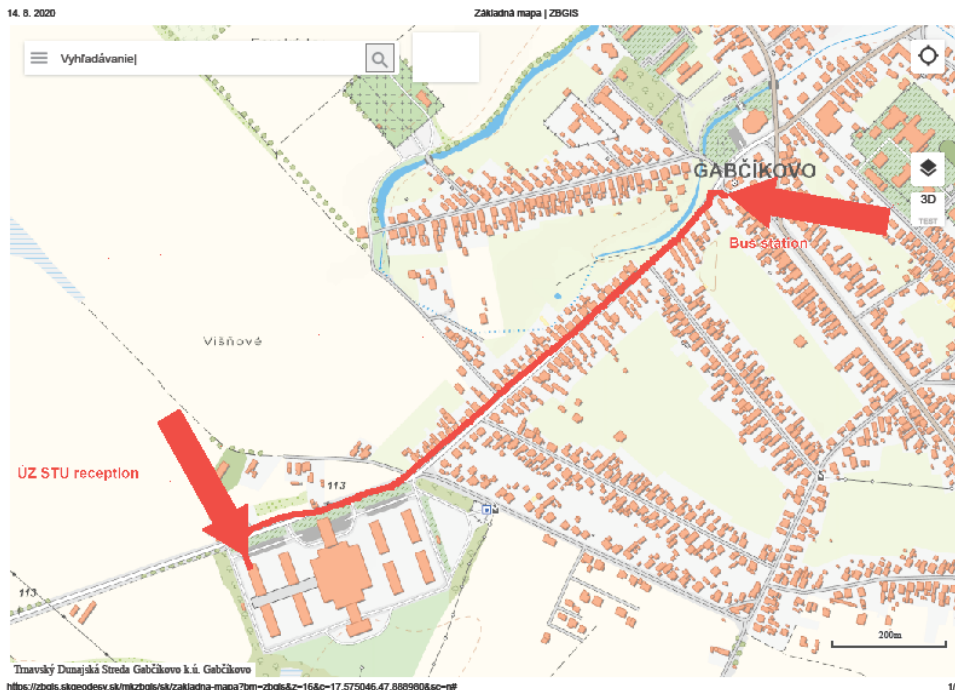 14. 8. 2020
Základná mapa | ZBGIS
Vyhľadávanie|
GABČÍKOVO
3D
TEST
Bus station
Višňové
ÚZ STU reception
113
113
113
200m
Trnavský Dunajská Streda Gabčíkovo k.ú. Gabčíkovo
https://zbgis.skgeodesy.sk/mkzbgis/sk/zakladna-mapa?bm=zbgis&z=16&c=17.575046,47.888980&sc=n#
1/